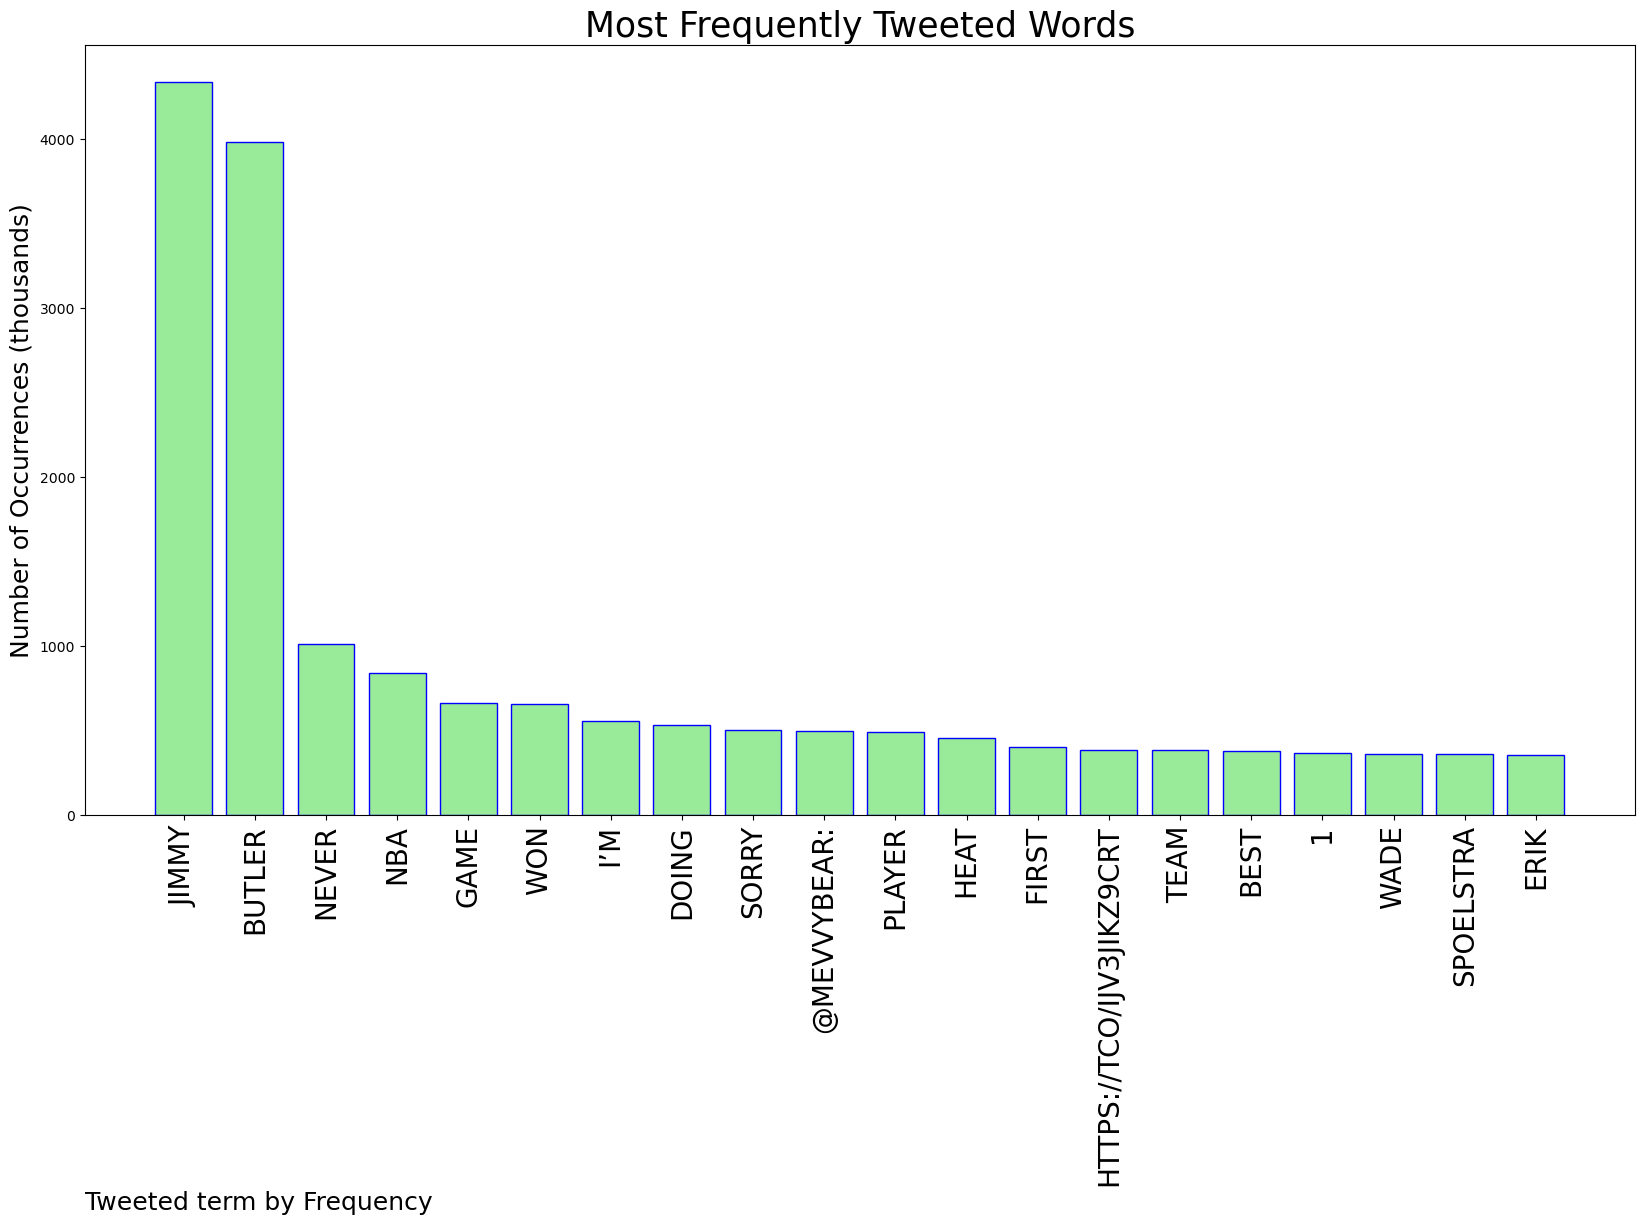 Most Frequently Tweeted Words
Number of Occurrences (thousands)
4000
3000
2000
1000
0
JIMMY
BUTLER
NEVER
NBA
GAME
WON
I’M
DOING
SORRY
@MEVVYBEAR:
PLAYER
HEAT
FIRST
HTTPS://TCO/IJV3JIKZ9CRT
TEAM
BEST
1
WADE
SPOELSTRA
ERIK
Tweeted term by Frequency